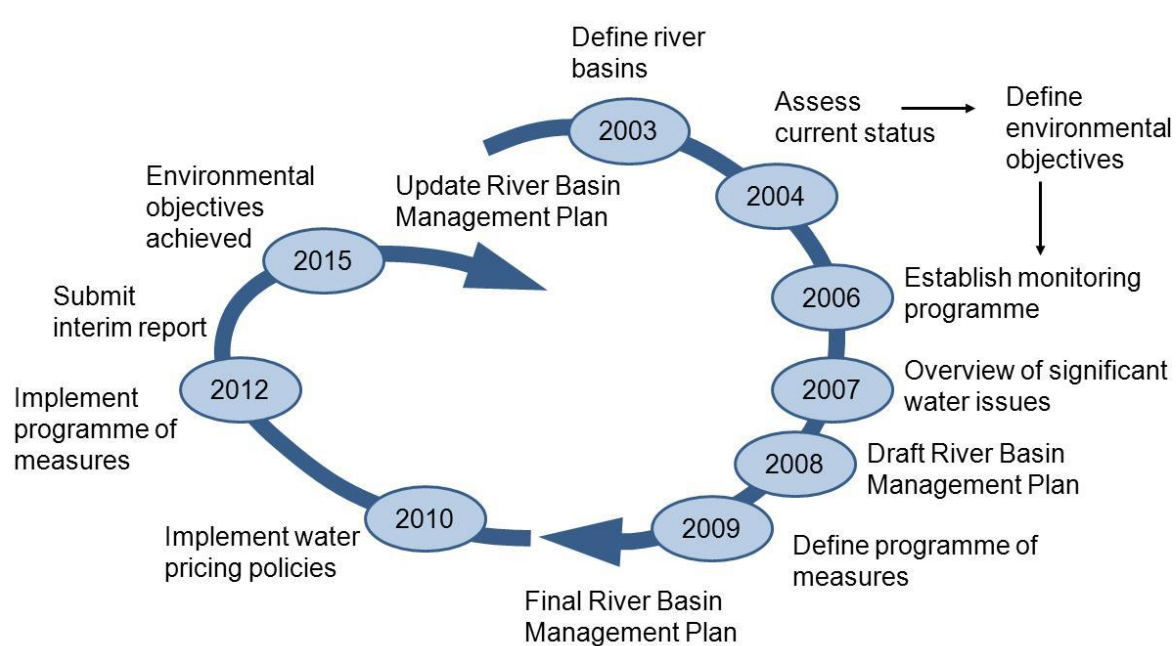 Define river
basins
2003
Assess
current status
Define
environmental
objectives
2004
Establish monitoring
programme
2006
Overview of significant
water issues
2007
Draft River Basin
Management Plan
2008
Define programme of
measures
2009
Final River Basin
Management Plan
Implement water
pricing policies
2010
Implement
programme of
measures
2012
Submit
interim report
Environmental
objectives
achieved
2015
Update River Basin
Management Plan